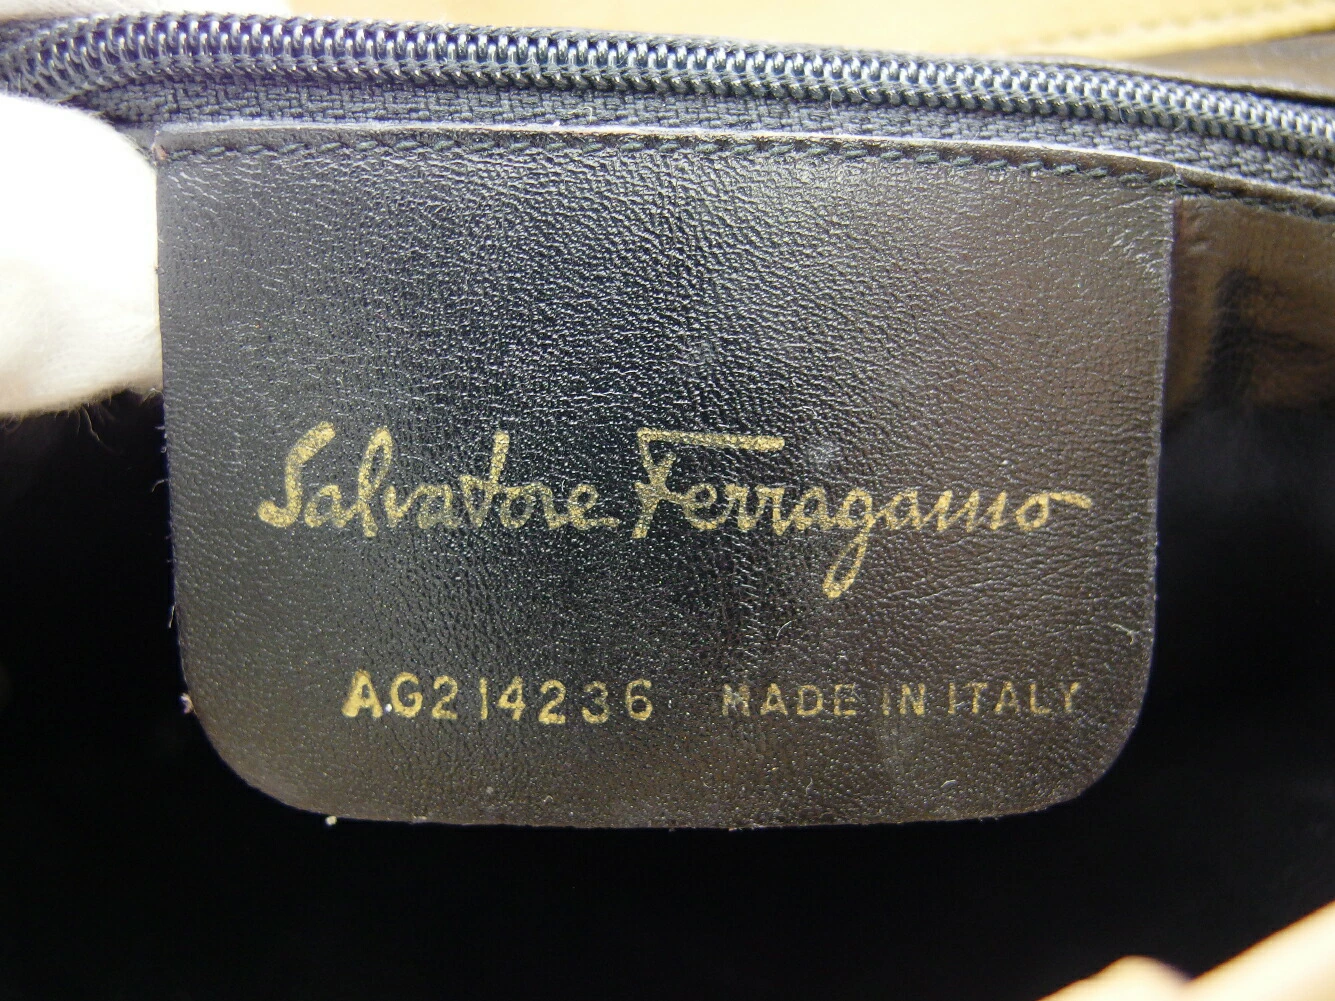 Salvatore Ferragamo
AG214236 MADE IN ITALY